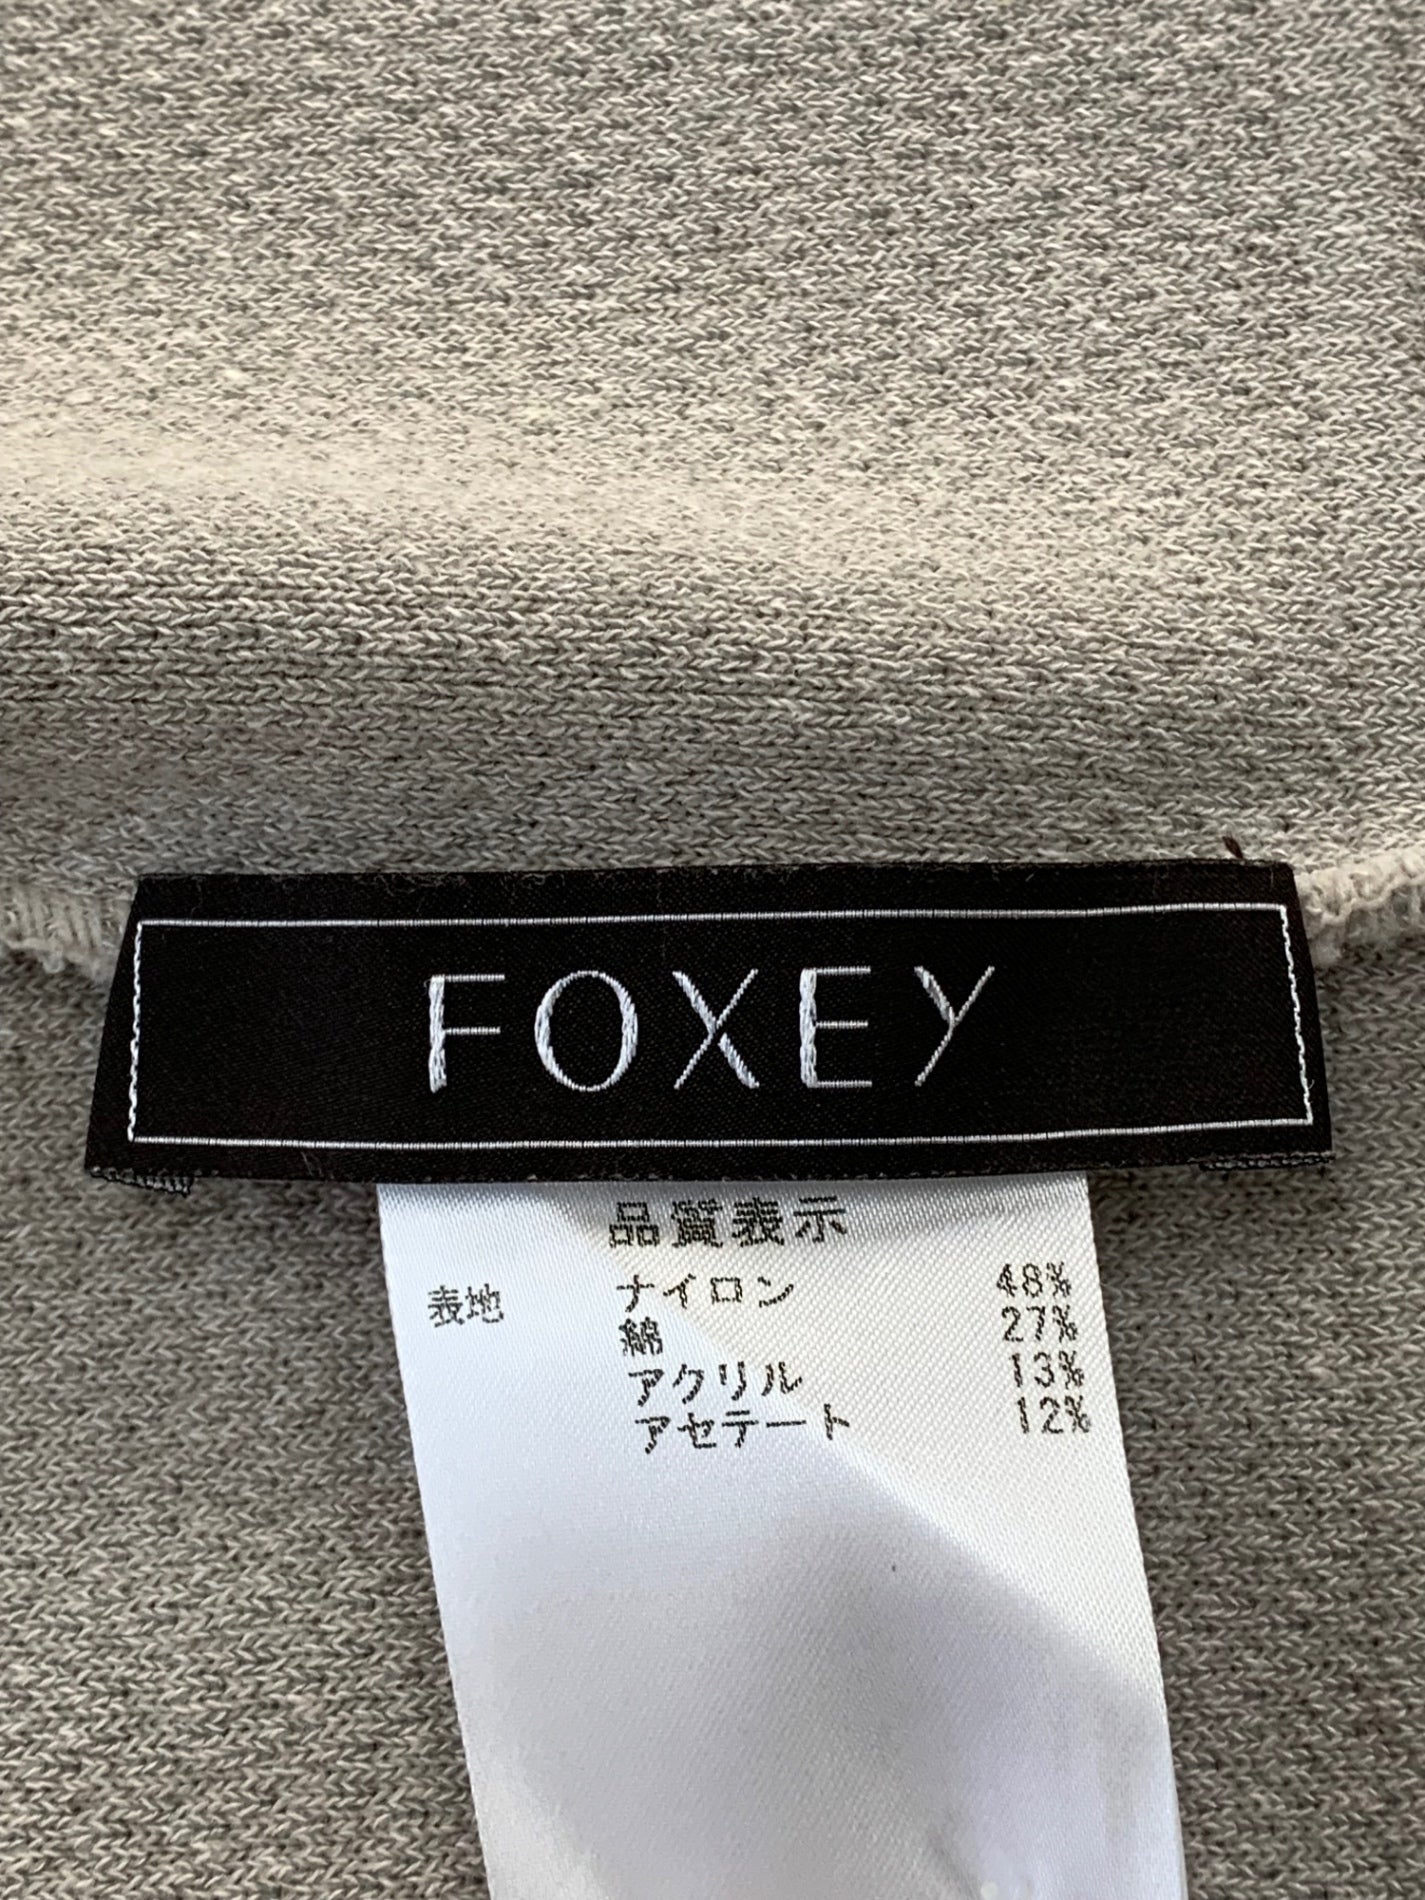 FOXEY
品質表示
表地 ナイロン 48%
綿 27%
アクリル 13%
アセテート 12%